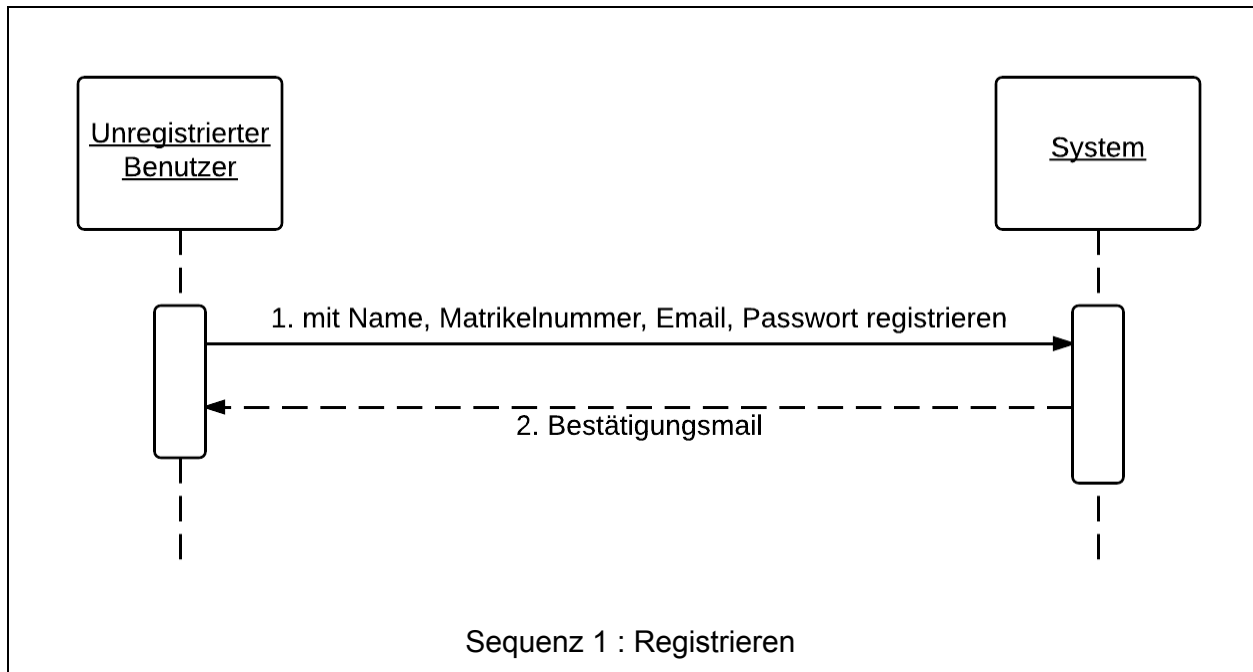 Unregistrierter
Benutzer
System
1. mit Name, Matrikelnummer, Email, Passwort registrieren
2. Bestätigungsmail
Sequenz 1 : Registrieren